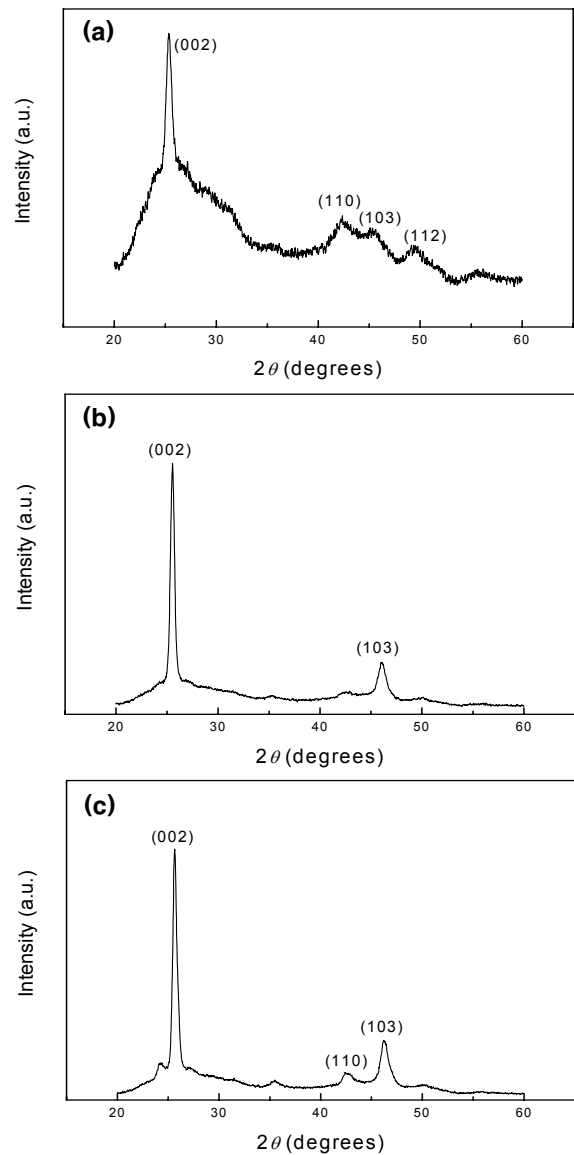 (a)
(002)
(110)
(103)
(112)
Intensity (a.u.)
20 30 40 50 60
2θ (degrees)
(b)
(002)
(103)
Intensity (a.u.)
20 30 40 50 60
2θ (degrees)
(c)
(002)
(110)
(103)
Intensity (a.u.)
20 30 40 50 60
2θ (degrees)